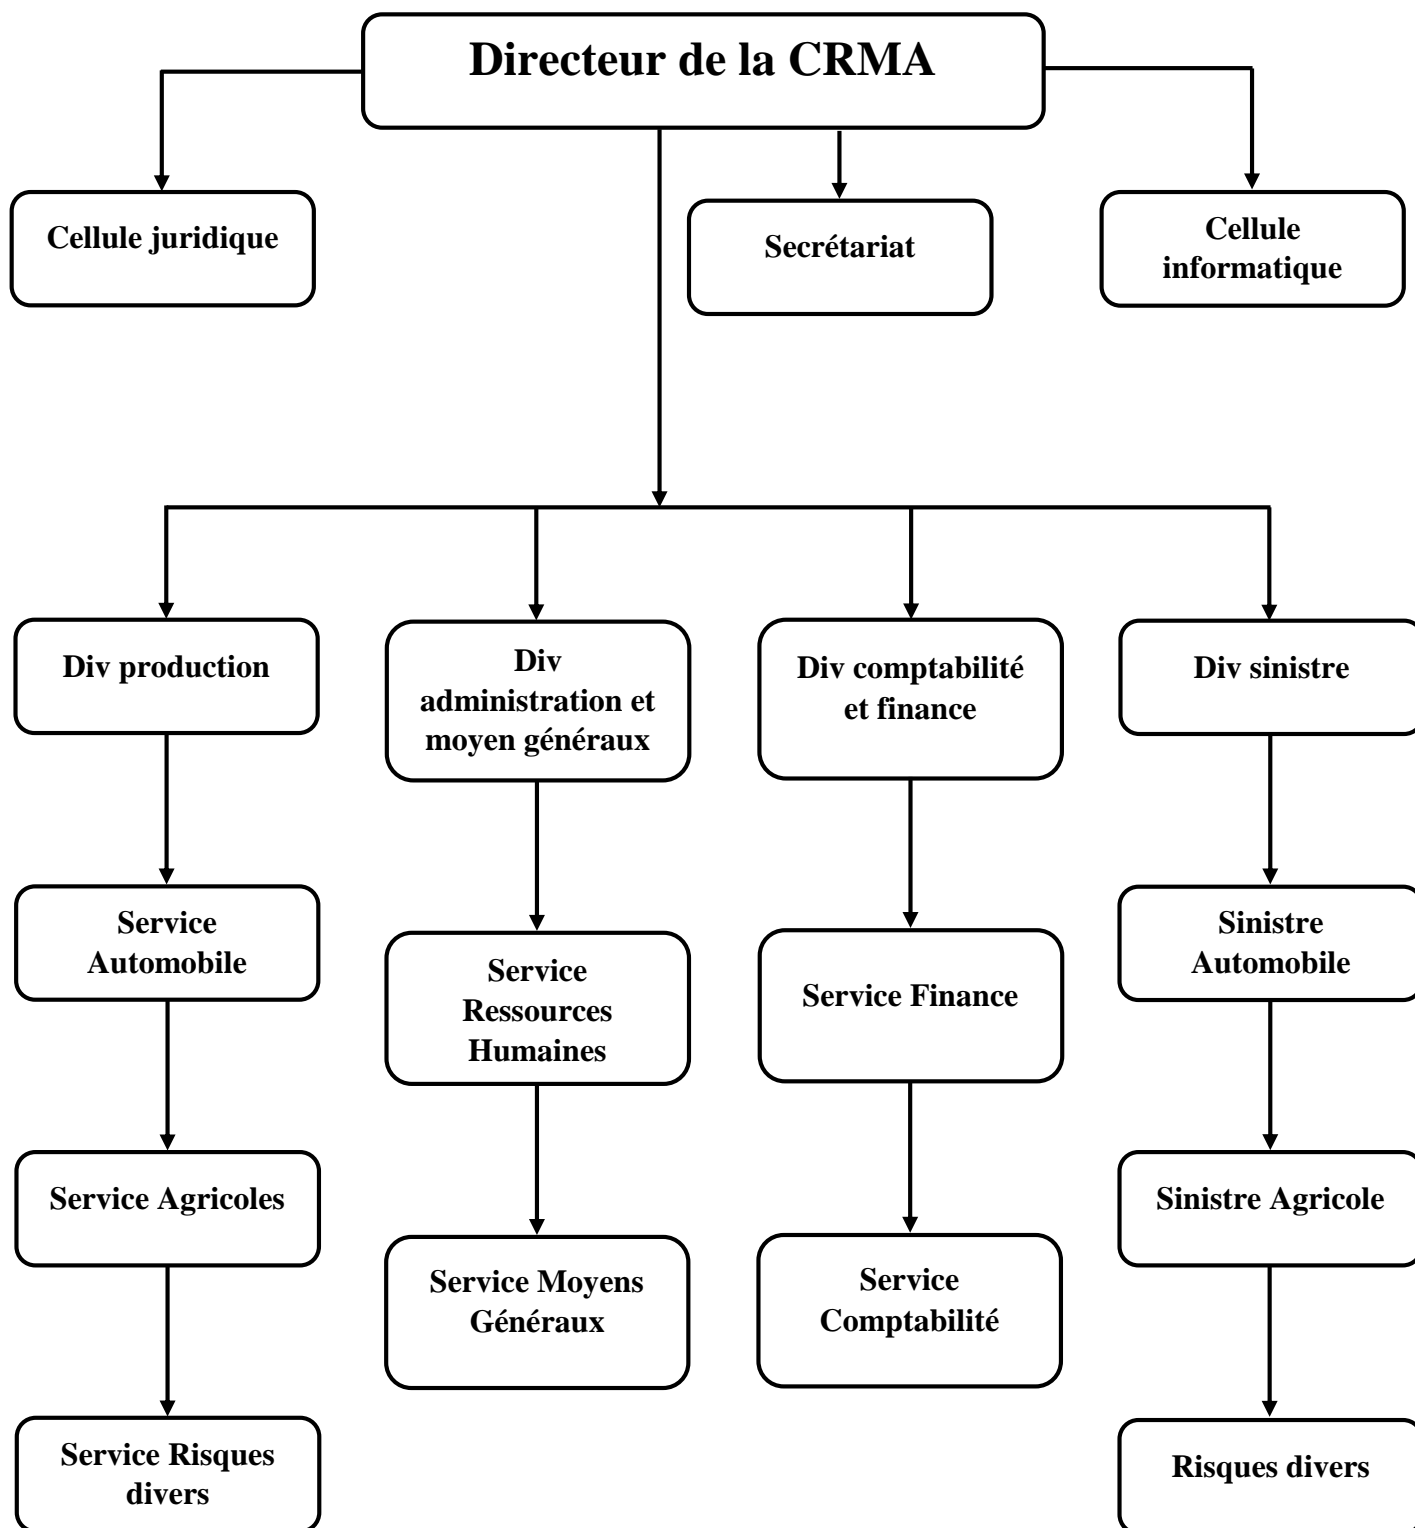 Directeur de la CRMA
Cellule juridique
Secrétariat
Cellule
informatique
Div production
Div
administration et
moyen généraux
Div comptabilité
et finance
Div sinistre
Service
Automobile
Service
Ressources
Humaines
Service Finance
Sinistre
Automobile
Service Agricoles
Service Moyens
Généraux
Service
Comptabilité
Sinistre Agricole
Service Risques
divers
Risques divers